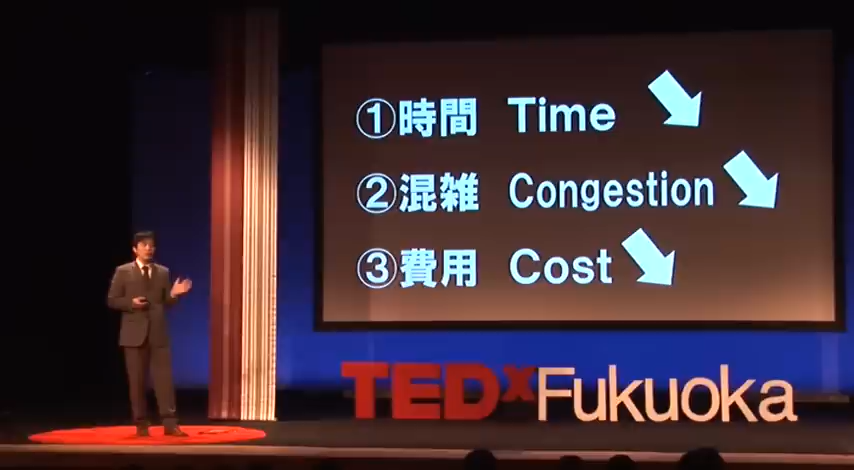 ①時間 Time
②混雑 Congestion
③費用 Cost
TEDxFukuoka